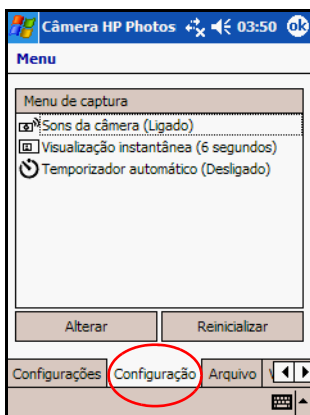 Câmera HP Photos 03:50 ok
Menu
Menu de captura
Sons da câmera (Ligado)
Visualização instantânea (6 segundos)
Temporizador automático (Desligado)
Alterar Reinicializar
Configurações Configuração Arquivo